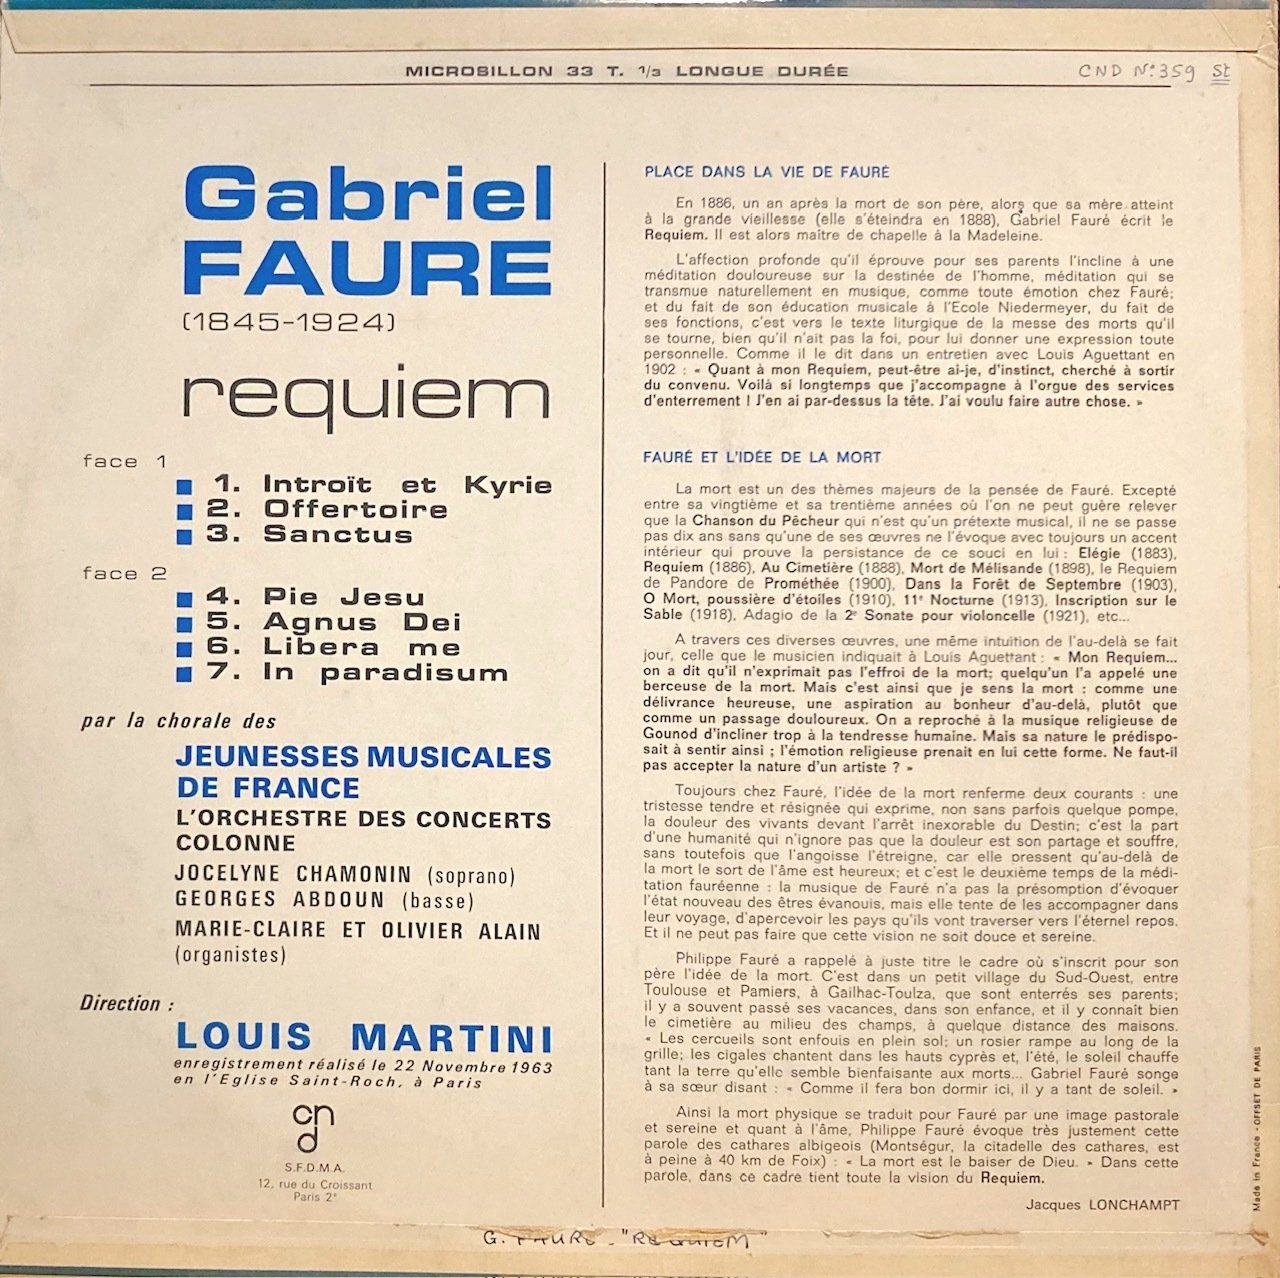 MICROSILLON 33 T. 1/3 LONGUE DURÉE
CND N°359 St
Gabriel
FAURE
(1845-1924)
requiem
face 1
1. Introït et Kyrie
2. Offertoire
3. Sanctus
face 2
4. Pie Jesu
5. Agnus Dei
6. Libera me
7. In paradisum
par la chorale des
JEUNESSES MUSICALES
DE FRANCE
L'ORCHESTRE DES CONCERTS
COLONNE
JOCELYNE CHAMONIN (soprano)
GEORGES ABDOUN (basse)
MARIE-CLAIRE ET OLIVIER ALAIN
(organistes)
Direction :
LOUIS MARTINI
enregistrement réalisé le 22 Novembre 1963
en l'Eglise Saint-Roch, à Paris
cnd
S.F.D.M.A.
12, rue du Croissant
Paris 2e
PLACE DANS LA VIE DE FAURÉ
En 1886, un an après la mort de son père, alors que sa mère atteint
à la grande vieillesse (elle s'éteindra en 1888), Gabriel Fauré écrit le
Requiem. Il est alors maître de chapelle à la Madeleine.
L'affection profonde qu'il éprouve pour ses parents l'incline à une
méditation douloureuse sur la destinée de l'homme, méditation qui se
transmue naturellement en musique, comme toute émotion chez Fauré;
et du fait de son éducation musicale à l'Ecole Niedermeyer, du fait de
ses fonctions, c'est vers le texte liturgique de la messe des morts qu'il
se tourne, bien qu'il n'ait pas la foi, pour lui donner une expression toute
personnelle. Comme il le dit dans un entretien avec Louis Aguettant en
1902 : « Quant à mon Requiem, peut-être ai-je, d'instinct, cherché à sortir
du convenu. Voilà si longtemps que j'accompagne à l'orgue des services
d'enterrement ! J'en ai par-dessus la tête. J'ai voulu faire autre chose. »
FAURÉ ET L'IDÉE DE LA MORT
La mort est un des thèmes majeurs de la pensée de Fauré. Excepté
entre sa vingtième et sa trentième années où l'on ne peut guère relever
que la Chanson du Pêcheur qui n'est qu'un prétexte musical, il ne se passe
pas dix ans sans qu'une de ses œuvres ne l'évoque avec toujours un accent
intérieur qui prouve la persistance de ce souci en lui : Elégie (1883),
Requiem (1886), Au Cimetière (1888), Mort de Mélisande (1898), le Requiem
de Pandore de Prométhée (1900), Dans la Forêt de Septembre (1903),
O Mort, poussière d'étoiles (1910), 11e Nocturne (1913), Inscription sur le
Sable (1918), Adagio de la 2e Sonate pour violoncelle (1921), etc...
A travers ces diverses œuvres, une même intuition de l'au-delà se fait
jour, celle que le musicien indiquait à Louis Aguettant : « Mon Requiem...
on a dit qu'il n'exprimait pas l'effroi de la mort; quelqu'un l'a appelé une
berceuse de la mort. Mais c'est ainsi que je sens la mort : comme une
délivrance heureuse, une aspiration au bonheur d'au-delà, plutôt que
comme un passage douloureux. On a reproché à la musique religieuse de
Gounod d'incliner trop à la tendresse humaine. Mais sa nature le prédispo-
sait à sentir ainsi ; l'émotion religieuse prenait en lui cette forme. Ne faut-il
pas accepter la nature d'un artiste ? »
Toujours chez Fauré, l'idée de la mort renferme deux courants : une
tristesse tendre et résignée qui exprime, non sans parfois quelque pompe,
la douleur des vivants devant l'arrêt inexorable du Destin; c'est la part
d'une humanité qui n'ignore pas que la douleur est son partage et souffre,
sans toutefois que l'angoisse l'étreigne, car elle pressent qu'au-delà de
la mort le sort de l'âme est heureux; et c'est le deuxième temps de la médi-
tation fauréenne : la musique de Fauré n'a pas la présomption d'évoquer
l'état nouveau des êtres évanouis, mais elle tente de les accompagner dans
leur voyage, d'apercevoir les pays qu'ils vont traverser vers l'éternel repos.
Et il ne peut pas faire que cette vision ne soit douce et sereine.
Philippe Fauré a rappelé à juste titre le cadre où s'inscrit pour son
père l'idée de la mort. C'est dans un petit village du Sud-Ouest, entre
Toulouse et Pamiers, à Gailhac-Toulza, que sont enterrés ses parents;
il y a souvent passé ses vacances, dans son enfance, et il y connaît bien
le cimetière au milieu des champs, à quelque distance des maisons.
« Les cercueils sont enfouis en plein sol; un rosier rampe au long de la
grille; les cigales chantent dans les hauts cyprès et, l'été, le soleil chauffe
tant la terre qu'elle semble bienfaisante aux morts... Gabriel Fauré songe
à sa sœur disant : « Comme il fera bon dormir ici, il y a tant de soleil. »
Ainsi la mort physique se traduit pour Fauré par une image pastorale
et sereine et quant à l'âme, Philippe Fauré évoque très justement cette
parole des cathares albigeois (Montségur, la citadelle des cathares, est
à peine à 40 km de Foix) : « La mort est le baiser de Dieu. » Dans cette
parole, dans ce cadre tient toute la vision du Requiem.
Jacques LONCHAMPT
Made in France - OFFSET DE PARIS
G. FAURE - "REQUIEM"